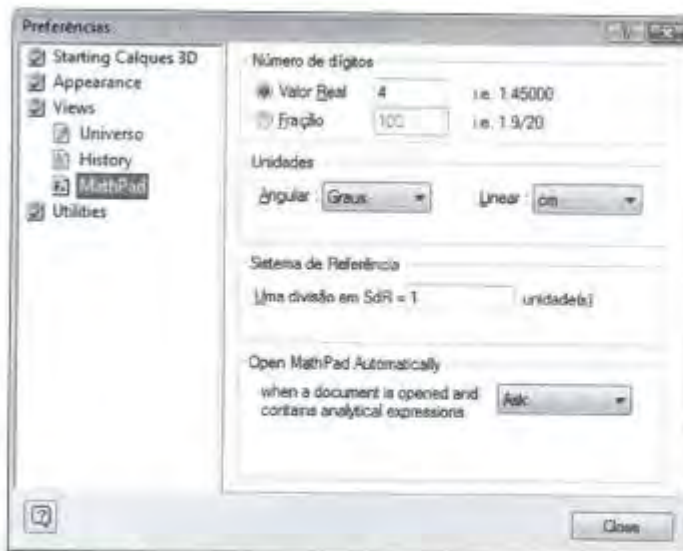 Preferências
Starting Calques 3D
Appearance
Views
Universo
History
MathPad
Utilities
Número de dígitos
Valor Real 4 i.e. 1.45000
Fração 100 i.e. 1.9/20
Unidades
Angular : Graus Linear : cm
Sistema de Referência
Uma divisão em SdR = 1 unidade(s)
Open MathPad Automatically
when a document is opened and
contains analytical expressions
Ask
Close